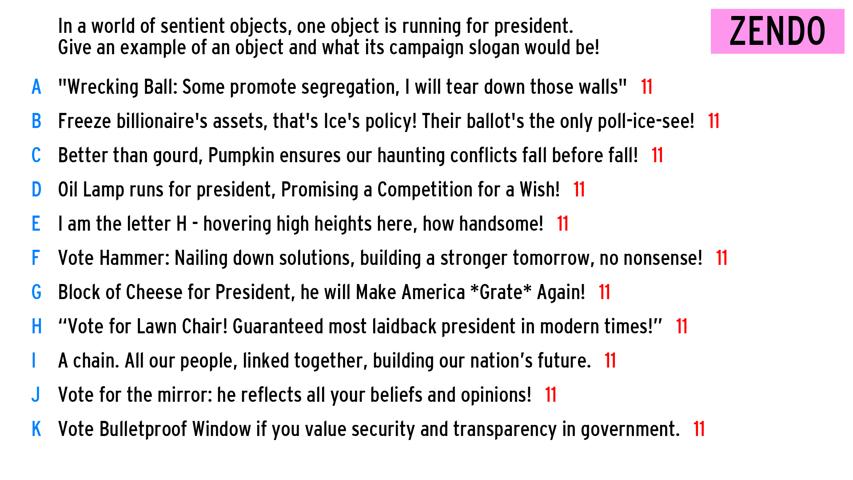 In a world of sentient objects, one object is running for president.
Give an example of an object and what its campaign slogan would be!
ZENDO
A "Wrecking Ball: Some promote segregation, I will tear down those walls" 11
B Freeze billionaire's assets, that's Ice's policy! Their ballot's the only poll-ice-see! 11
C Better than gourd, Pumpkin ensures our haunting conflicts fall before fall! 11
D Oil Lamp runs for president, Promising a Competition for a Wish! 11
E I am the letter H - hovering high heights here, how handsome! 11
F Vote Hammer: Nailing down solutions, building a stronger tomorrow, no nonsense! 11
G Block of Cheese for President, he will Make America *Grate* Again! 11
H “Vote for Lawn Chair! Guaranteed most laidback president in modern times!” 11
I A chain. All our people, linked together, building our nation’s future. 11
J Vote for the mirror: he reflects all your beliefs and opinions! 11
K Vote Bulletproof Window if you value security and transparency in government. 11